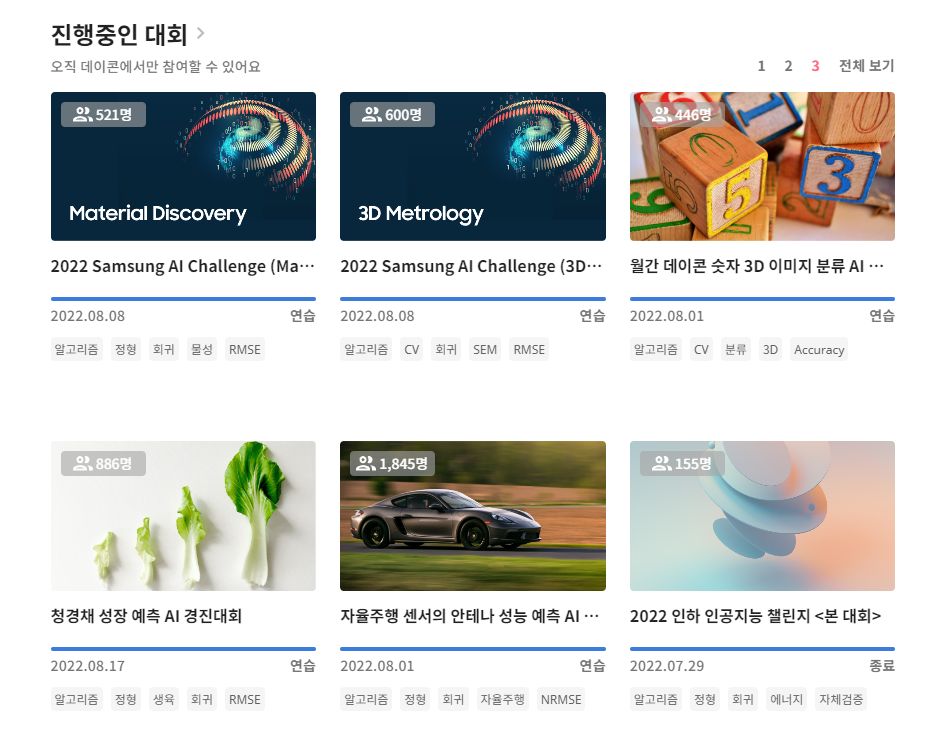 진행중인 대회 >
오직 데이콘에서만 참여할 수 있어요
1 2 3 전체 보기
521명
Material Discovery
2022 Samsung AI Challenge (Ma···
2022.08.08 연습
알고리즘 정형 회귀 물성 RMSE
600명
3D Metrology
2022 Samsung AI Challenge (3D···
2022.08.08 연습
알고리즘 CV 회귀 SEM RMSE
446명
5
3
월간 데이콘 숫자 3D 이미지 분류 AI ···
2022.08.01 연습
알고리즘 CV 분류 3D Accuracy
886명
청경채 성장 예측 AI 경진대회
2022.08.17 연습
알고리즘 정형 생육 회귀 RMSE
1,845명
자율주행 센서의 안테나 성능 예측 AI ···
2022.08.01 연습
알고리즘 정형 회귀 자율주행 NRMSE
155명
2022 인하 인공지능 챌린지 <본 대회>
2022.07.29 종료
알고리즘 정형 회귀 에너지 자체검증